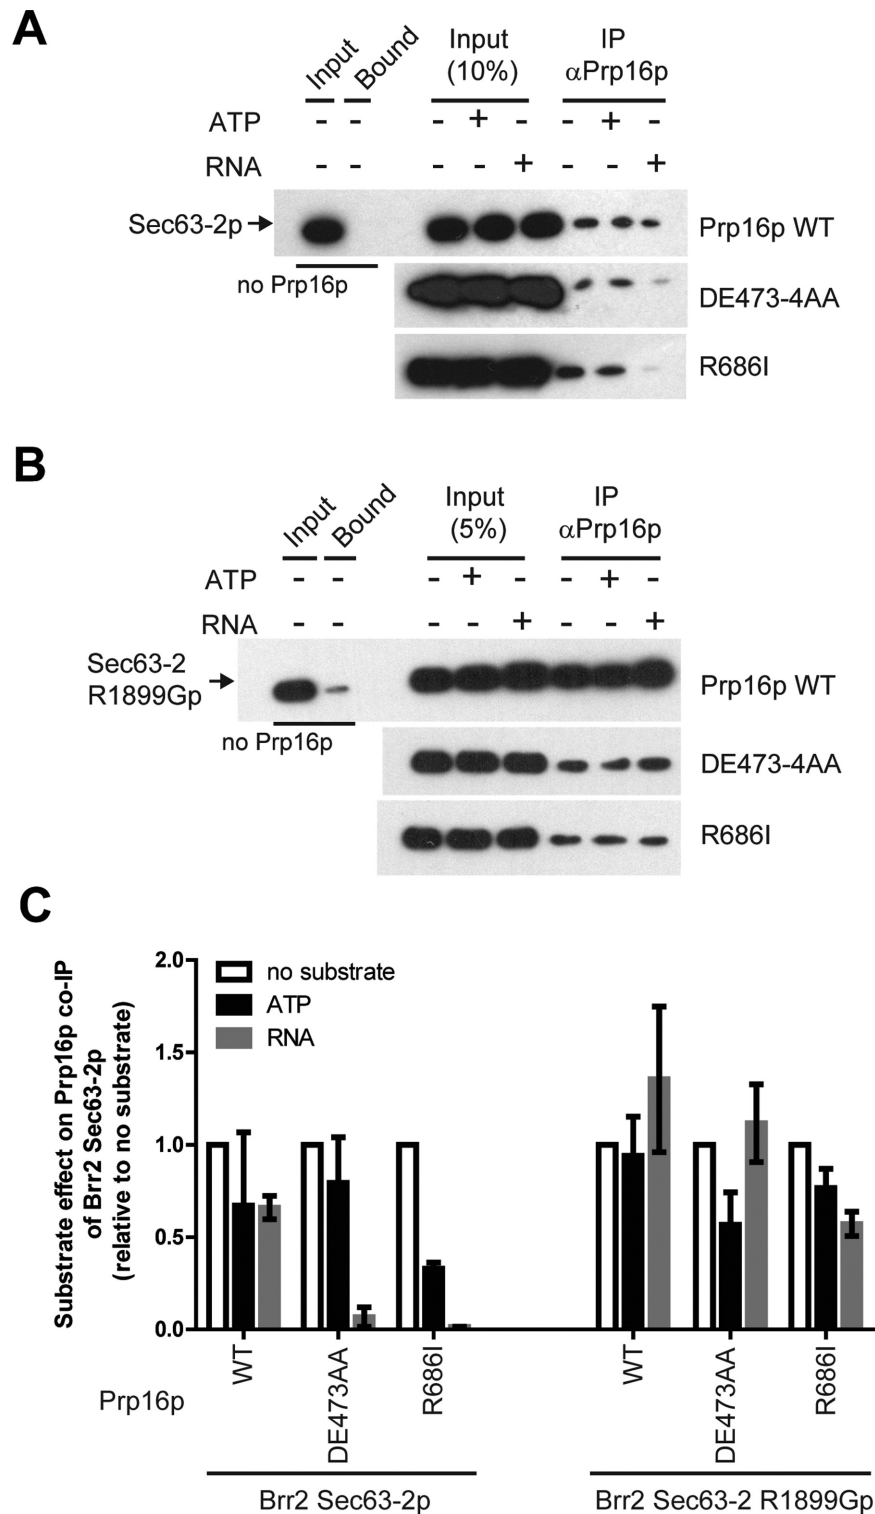 A
Input
Bound
Input
(10%)
IP
αPrp16p
ATP
- - - + - - + -
RNA
- - - - + - - +
Sec63-2p
Prp16p WT
no Prp16p
DE473-4AA
R686I
B
Input
Bound
Input
(5%)
IP
αPrp16p
ATP
- - - + - - + -
RNA
- - - - + - - +
Sec63-2
R1899Gp
Prp16p WT
no Prp16p
DE473-4AA
R686I
C
Substrate effect on Prp16p co-IP
of Brr2 Sec63-2p
(relative to no substrate)
2.0
1.5
1.0
0.5
0.0
no substrate
ATP
RNA
Prp16p
WT
DE473AA
R686I
WT
DE473AA
R686I
Brr2 Sec63-2p
Brr2 Sec63-2 R1899Gp